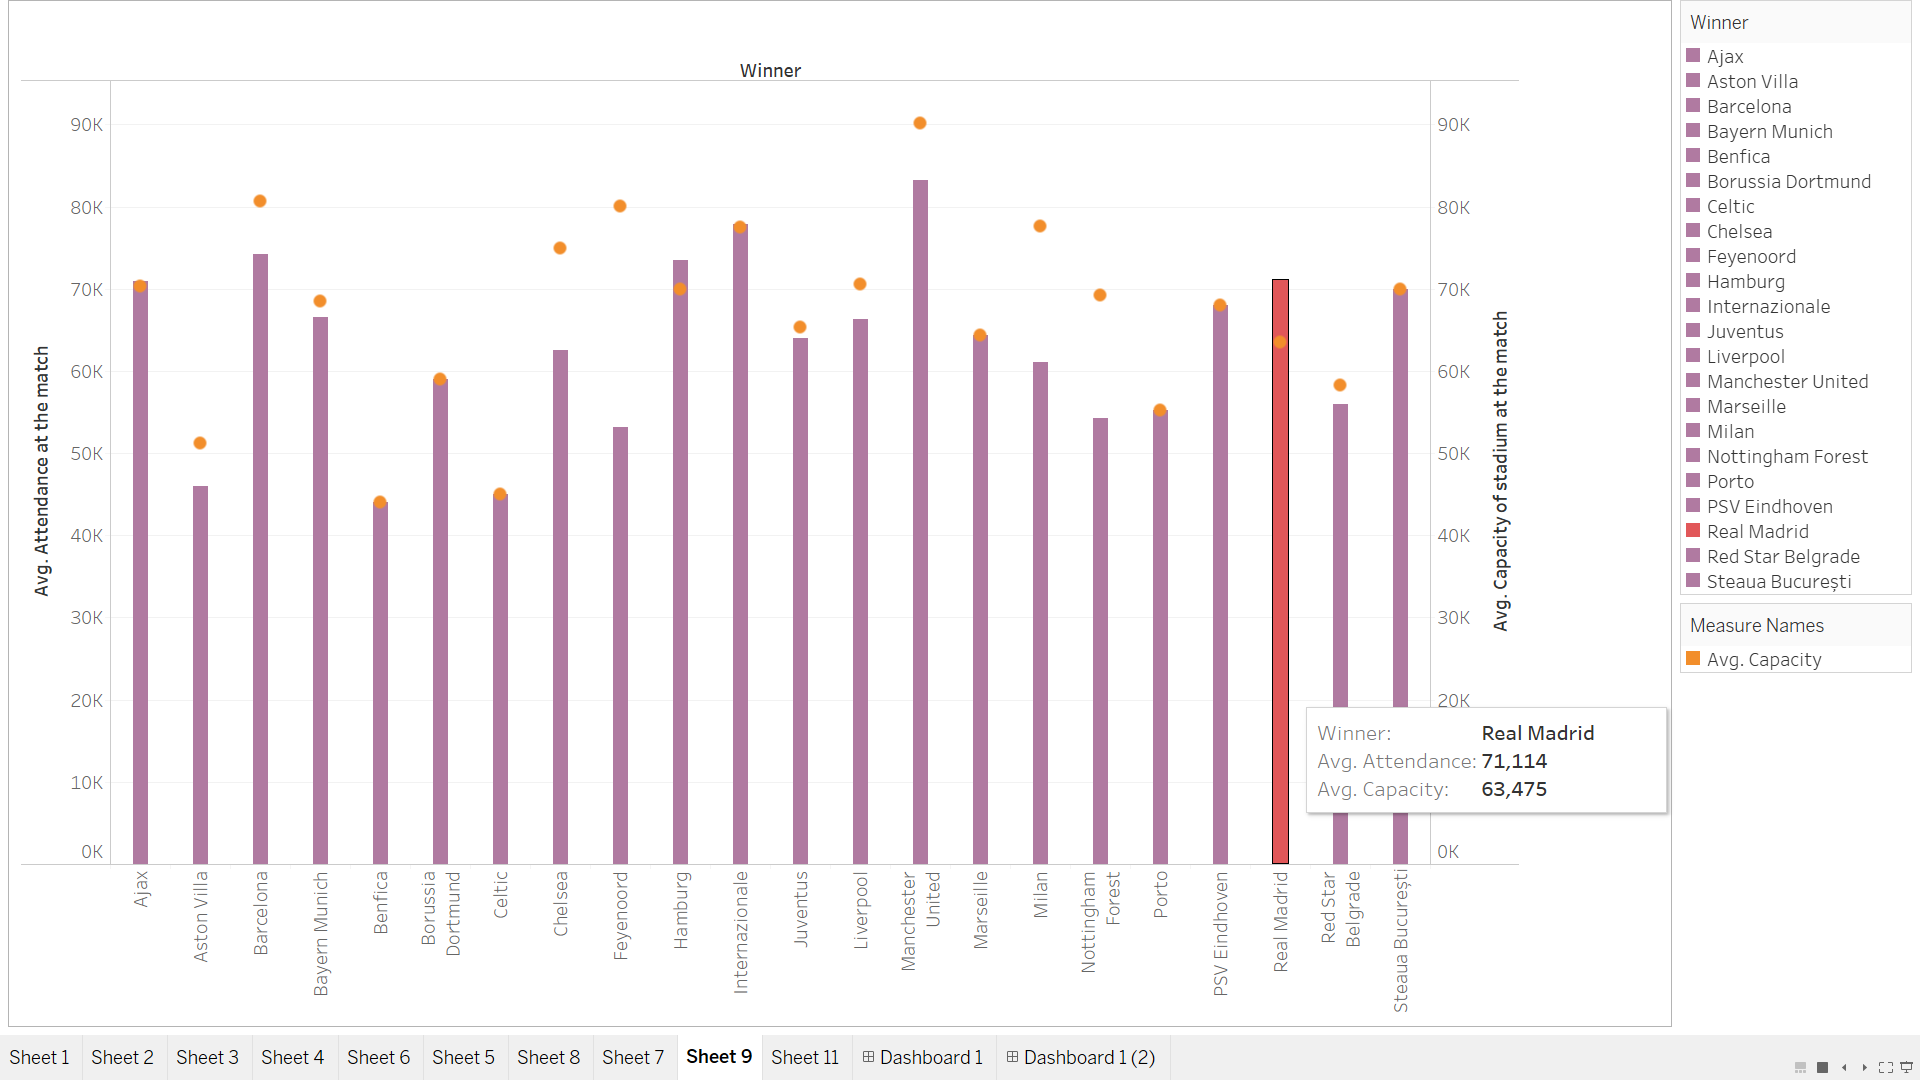 Winner
90K
80K
70K
60K
50K
40K
30K
20K
10K
0K
Avg. Attendance at the match
90K
80K
70K
60K
50K
40K
30K
20K
0K
Avg. Capacity of stadium at the match
Ajax
Aston Villa
Barcelona
Bayern Munich
Benfica
Borussia
Dortmund
Celtic
Chelsea
Feyenoord
Hamburg
Internazionale
Juventus
Liverpool
Manchester
United
Marseille
Milan
Nottingham
Forest
Porto
PSV Eindhoven
Real Madrid
Red Star
Belgrade
Steaua București
Winner: Real Madrid
Avg. Attendance: 71,114
Avg. Capacity: 63,475
Winner
Ajax
Aston Villa
Barcelona
Bayern Munich
Benfica
Borussia Dortmund
Celtic
Chelsea
Feyenoord
Hamburg
Internazionale
Juventus
Liverpool
Manchester United
Marseille
Milan
Nottingham Forest
Porto
PSV Eindhoven
Real Madrid
Red Star Belgrade
Steaua București
Measure Names
Avg. Capacity
Sheet 1 Sheet 2 Sheet 3 Sheet 4 Sheet 6 Sheet 5 Sheet 8 Sheet 7 Sheet 9 Sheet 11 Dashboard 1 Dashboard 1 (2)